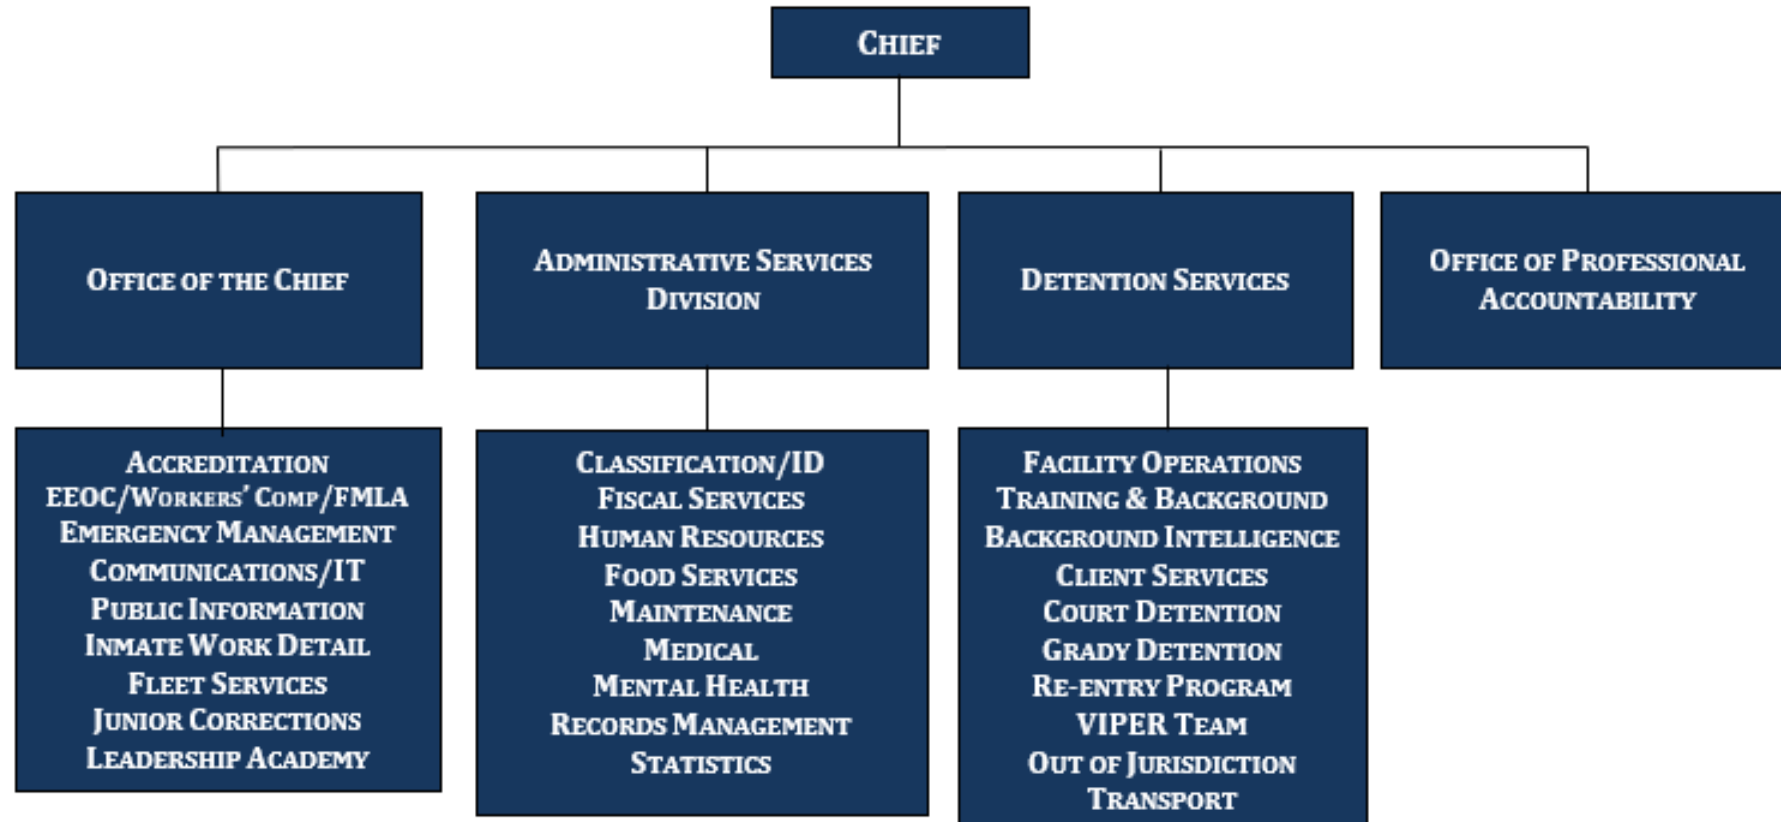 CHIEF
OFFICE OF THE CHIEF
ADMINISTRATIVE SERVICES
DIVISION
DETENTION SERVICES
OFFICE OF PROFESSIONAL
ACCOUNTABILITY
ACCREDITATION
EEOC/WORKERS' COMP/FMLA
EMERGENCY MANAGEMENT
COMMUNICATIONS/IT
PUBLIC INFORMATION
INMATE WORK DETAIL
FLEET SERVICES
JUNIOR CORRECTIONS
LEADERSHIP ACADEMY
CLASSIFICATION/ID
FISCAL SERVICES
HUMAN RESOURCES
FOOD SERVICES
MAINTENANCE
MEDICAL
MENTAL HEALTH
RECORDS MANAGEMENT
STATISTICS
FACILITY OPERATIONS
TRAINING & BACKGROUND
BACKGROUND INTELLIGENCE
CLIENT SERVICES
COURT DETENTION
GRADY DETENTION
RE-ENTRY PROGRAM
VIPER TEAM
OUT OF JURISDICTION
TRANSPORT